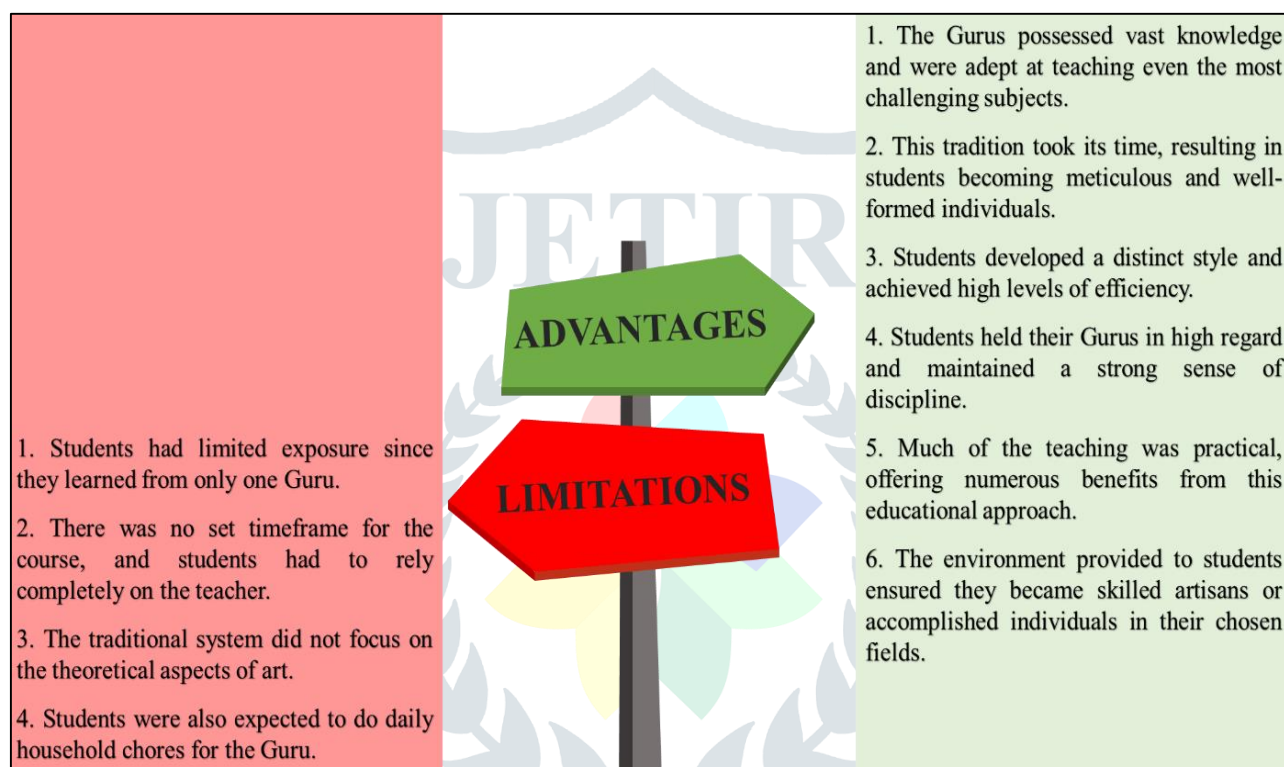 1. Students had limited exposure since
they learned from only one Guru.
2. There was no set timeframe for the
course, and students had to rely
completely on the teacher.
3. The traditional system did not focus on
the theoretical aspects of art.
4. Students were also expected to do daily
household chores for the Guru.
JETIR
ADVANTAGES
LIMITATIONS
1. The Gurus possessed vast knowledge
and were adept at teaching even the most
challenging subjects.
2. This tradition took its time, resulting in
students becoming meticulous and well-
formed individuals.
3. Students developed a distinct style and
achieved high levels of efficiency.
4. Students held their Gurus in high regard
and maintained a strong sense of
discipline.
5. Much of the teaching was practical,
offering numerous benefits from this
educational approach.
6. The environment provided to students
ensured they became skilled artisans or
accomplished individuals in their chosen
fields.